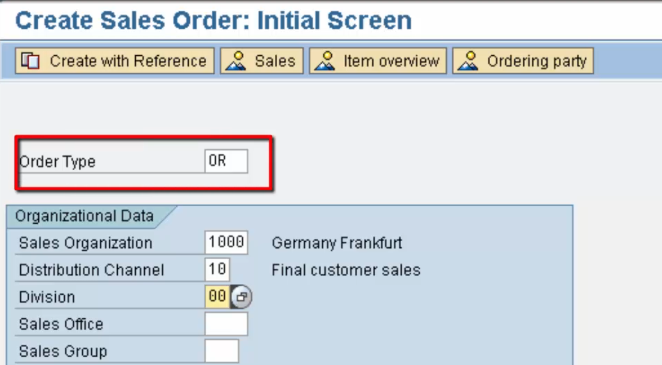 Create Sales Order: Initial Screen
Create with Reference Sales Item overview Ordering party
Order Type OR
Organizational Data
Sales Organization 1000 Germany Frankfurt
Distribution Channel 10 Final customer sales
Division 00
Sales Office
Sales Group